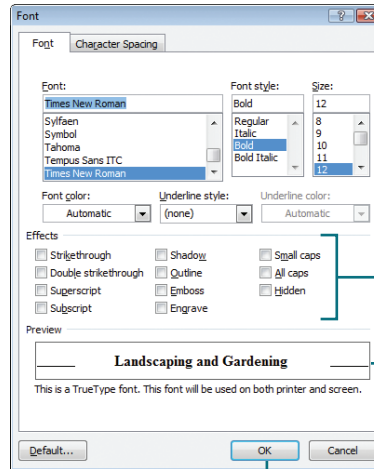 Font
Font Character Spacing
Font: Font style: Size:
Times New Roman Bold 12
Sylfaen Regular 8
Symbol Italic 9
Tahoma Bold 10
Tempus Sans ITC Bold Italic 11
Times New Roman 12
Font color: Underline style: Underline color:
Automatic (none) Automatic
Effects
Strikethrough Shadow Small caps
Double strikethrough Outline All caps
Superscript Emboss Hidden
Subscript Engrave
Preview
Landscaping and Gardening
This is a TrueType font. This font will be used on both printer and screen.
Default... OK Cancel